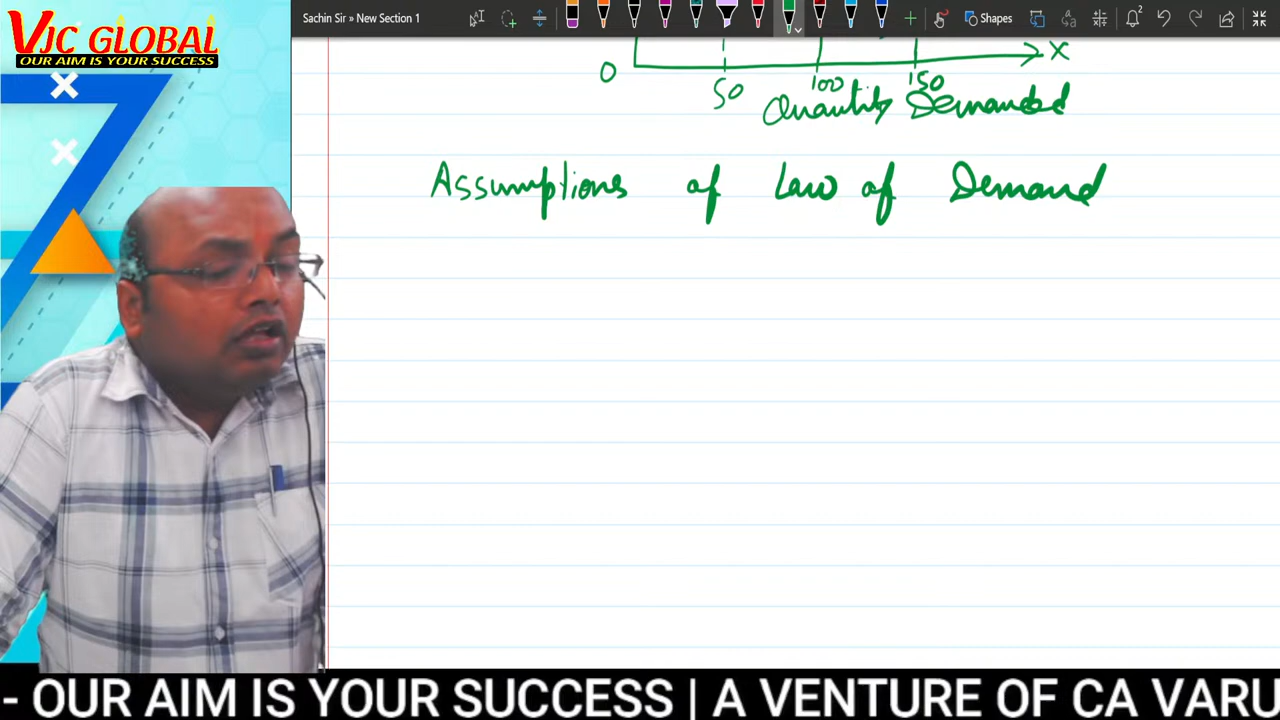 VJC GLOBAL
OUR AIM IS YOUR SUCCESS
Sachin Sir » New Section 1
Shapes
2
0
50
100
150
X
Quantity Demanded
Assumptions of Law of Demand
- OUR AIM IS YOUR SUCCESS | A VENTURE OF CA VARU